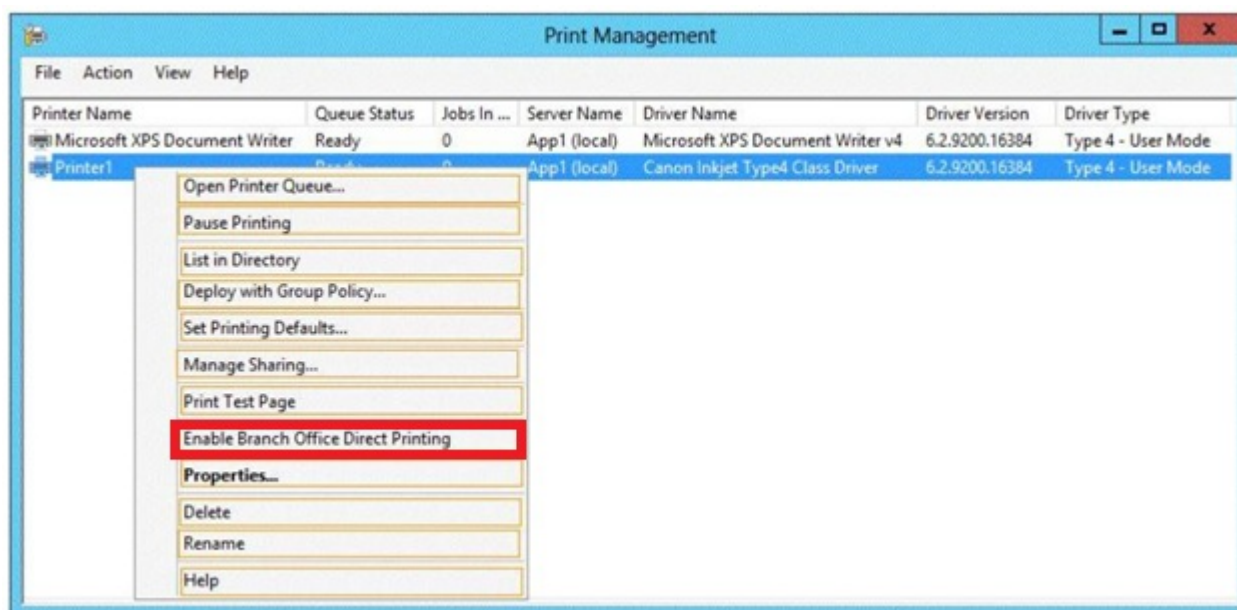 Print Management
File Action View Help
Printer Name Queue Status Jobs In ... Server Name Driver Name Driver Version Driver Type
Microsoft XPS Document Writer Ready 0 App1 (local) Microsoft XPS Document Writer v4 6.2.9200.16384 Type 4 - User Mode
Printer1 Ready 0 App1 (local) Canon Inkjet Type4 Class Driver 6.2.9200.16384 Type 4 - User Mode
Open Printer Queue...
Pause Printing
List in Directory
Deploy with Group Policy...
Set Printing Defaults...
Manage Sharing...
Print Test Page
Enable Branch Office Direct Printing
Properties...
Delete
Rename
Help